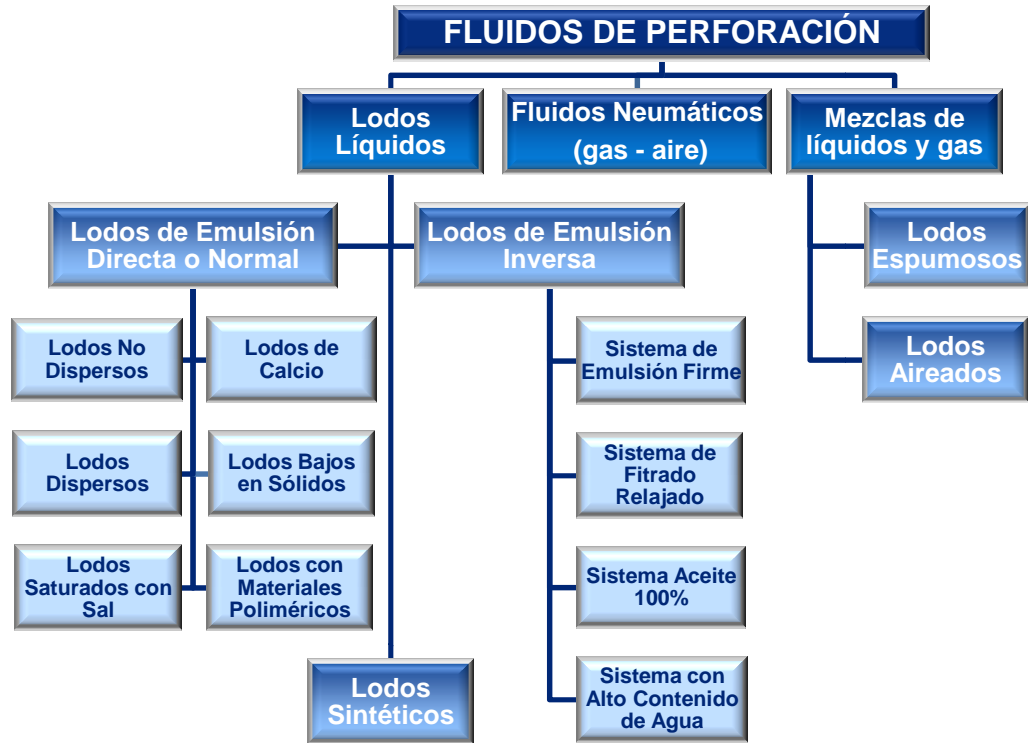 FLUIDOS DE PERFORACIÓN
Lodos
Líquidos
Fluidos Neumáticos
(gas - aire)
Mezclas de
líquidos y gas
Lodos de Emulsión
Directa o Normal
Lodos de Emulsión
Inversa
Lodos
Espumosos
Lodos
Aireados
Lodos No
Dispersos
Lodos de
Calcio
Lodos
Dispersos
Lodos Bajos
en Sólidos
Lodos
Saturados con
Sal
Lodos con
Materiales
Poliméricos
Sistema de
Emulsión Firme
Sistema de
Fitrado
Relajado
Sistema Aceite
100%
Sistema con
Alto Contenido
de Agua
Lodos
Sintéticos